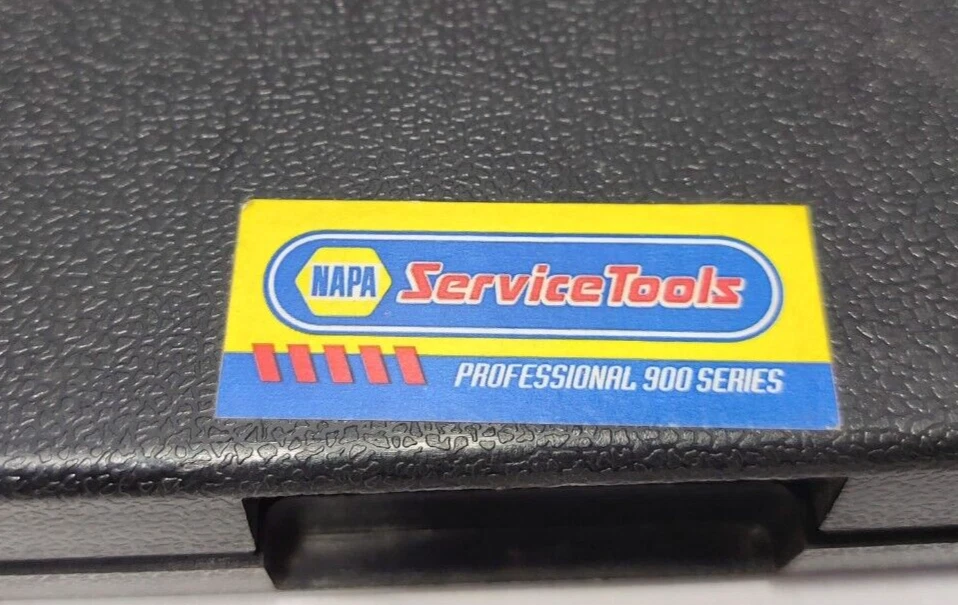 NAPA ServiceTools
PROFESSIONAL 900 SERIES